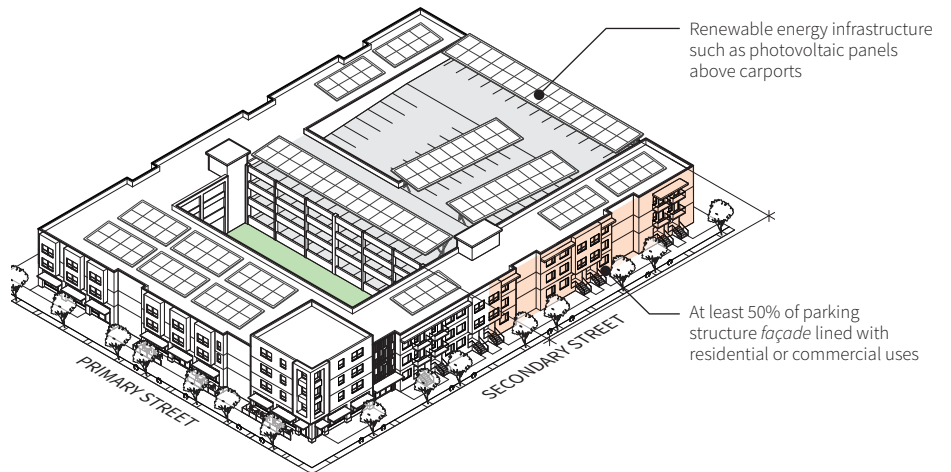 Renewable energy infrastructure
such as photovoltaic panels
above carports
At least 50% of parking
structure façade lined with
residential or commercial uses
PRIMARY STREET
SECONDARY STREET